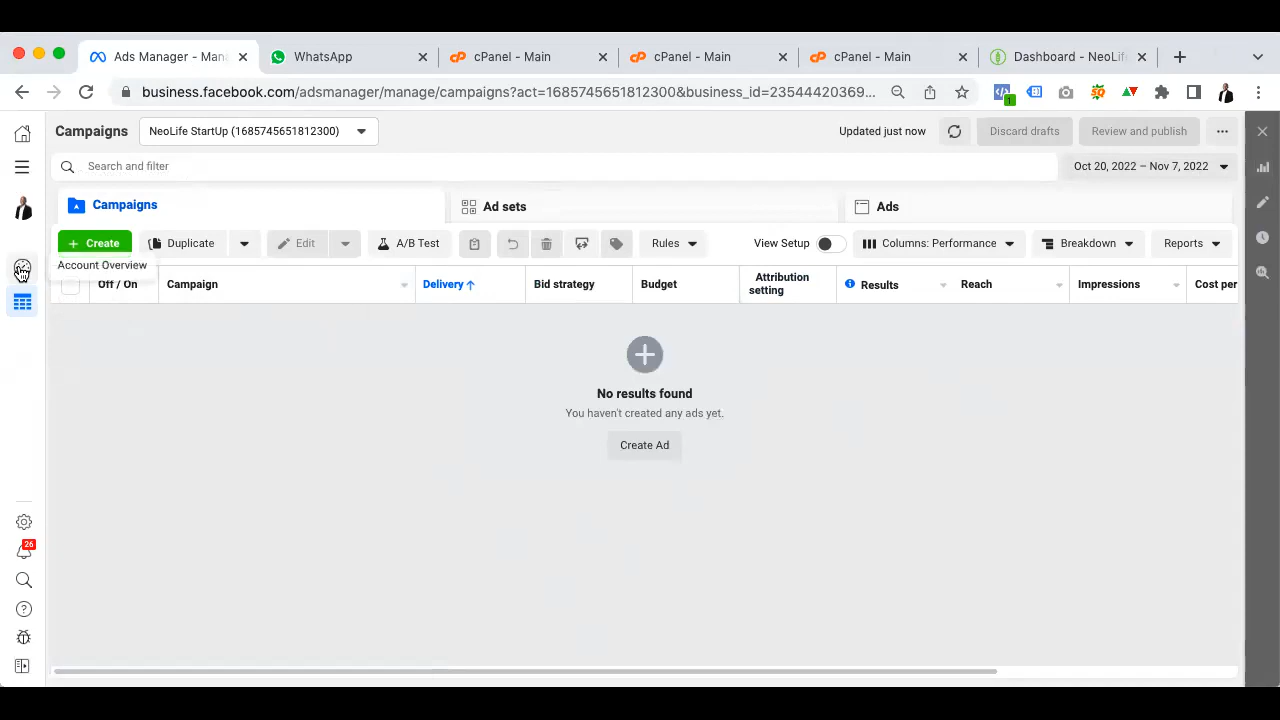 Ads Manager - Mana
WhatsApp
cPanel - Main
cPanel - Main
cPanel - Main
Dashboard - NeoLife
business.facebook.com/adsmanager/manage/campaigns?act=1685745651812300&business_id=23544420369...
1
Campaigns
NeoLife StartUp (1685745651812300)
Updated just now
Discard drafts
Review and publish
Search and filter
Oct 20, 2022 – Nov 7, 2022
Campaigns
Ad sets
Ads
+ Create
Duplicate
Edit
A/B Test
Rules
View Setup
Columns: Performance
Breakdown
Reports
Account Overview
Off / On
Campaign
Delivery ↑
Bid strategy
Budget
Attribution setting
Results
Reach
Impressions
Cost per
No results found
You haven't created any ads yet.
Create Ad
26